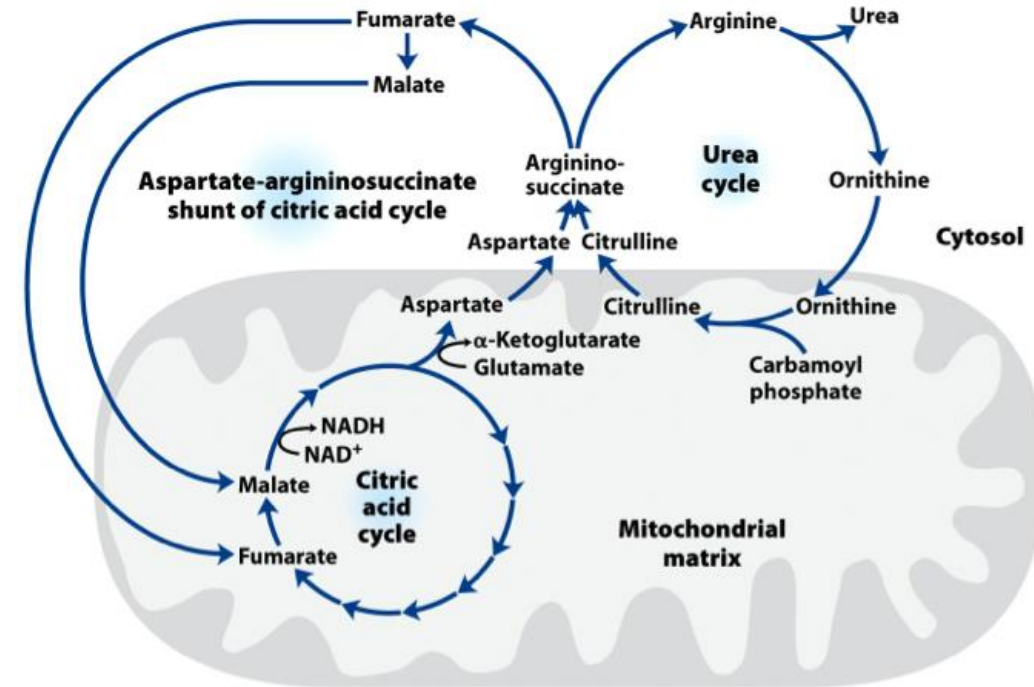 Fumarate
Arginine
Urea
Malate
Aspartate-argininosuccinate
shunt of citric acid cycle
Arginino-
succinate
Urea
cycle
Ornithine
Cytosol
Aspartate
Citrulline
Aspartate
Citrulline
Ornithine
α-Ketoglutarate
Glutamate
Carbamoyl
phosphate
NADH
NAD⁺
Malate
Citric
acid
cycle
Mitochondrial
matrix
Fumarate